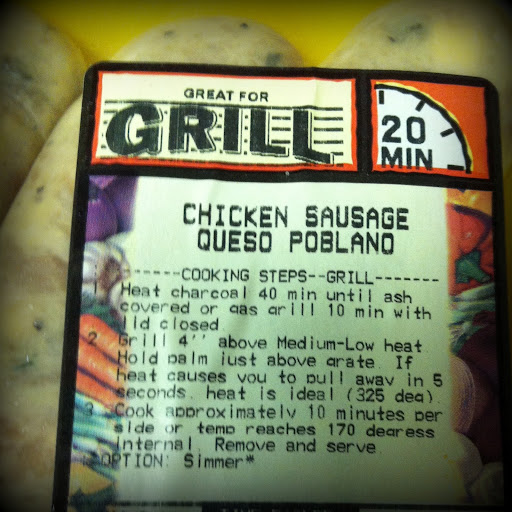 GREAT FOR
GRILL
20
MIN
CHICKEN SAUSAGE
QUESO POBLANO
------COOKING STEPS--GRILL-------
1 Heat charcoal 40 min until ash
covered or gas grill 10 min with
lid closed
2 Grill 4'' above Medium-Low heat
Hold palm just above grate. If
heat causes you to pull away in 5
seconds, heat is ideal (325 deg)
3 Cook approximately 10 minutes per
side or temp reaches 170 degress
Internal. Remove and serve
*OPTION: Simmer*